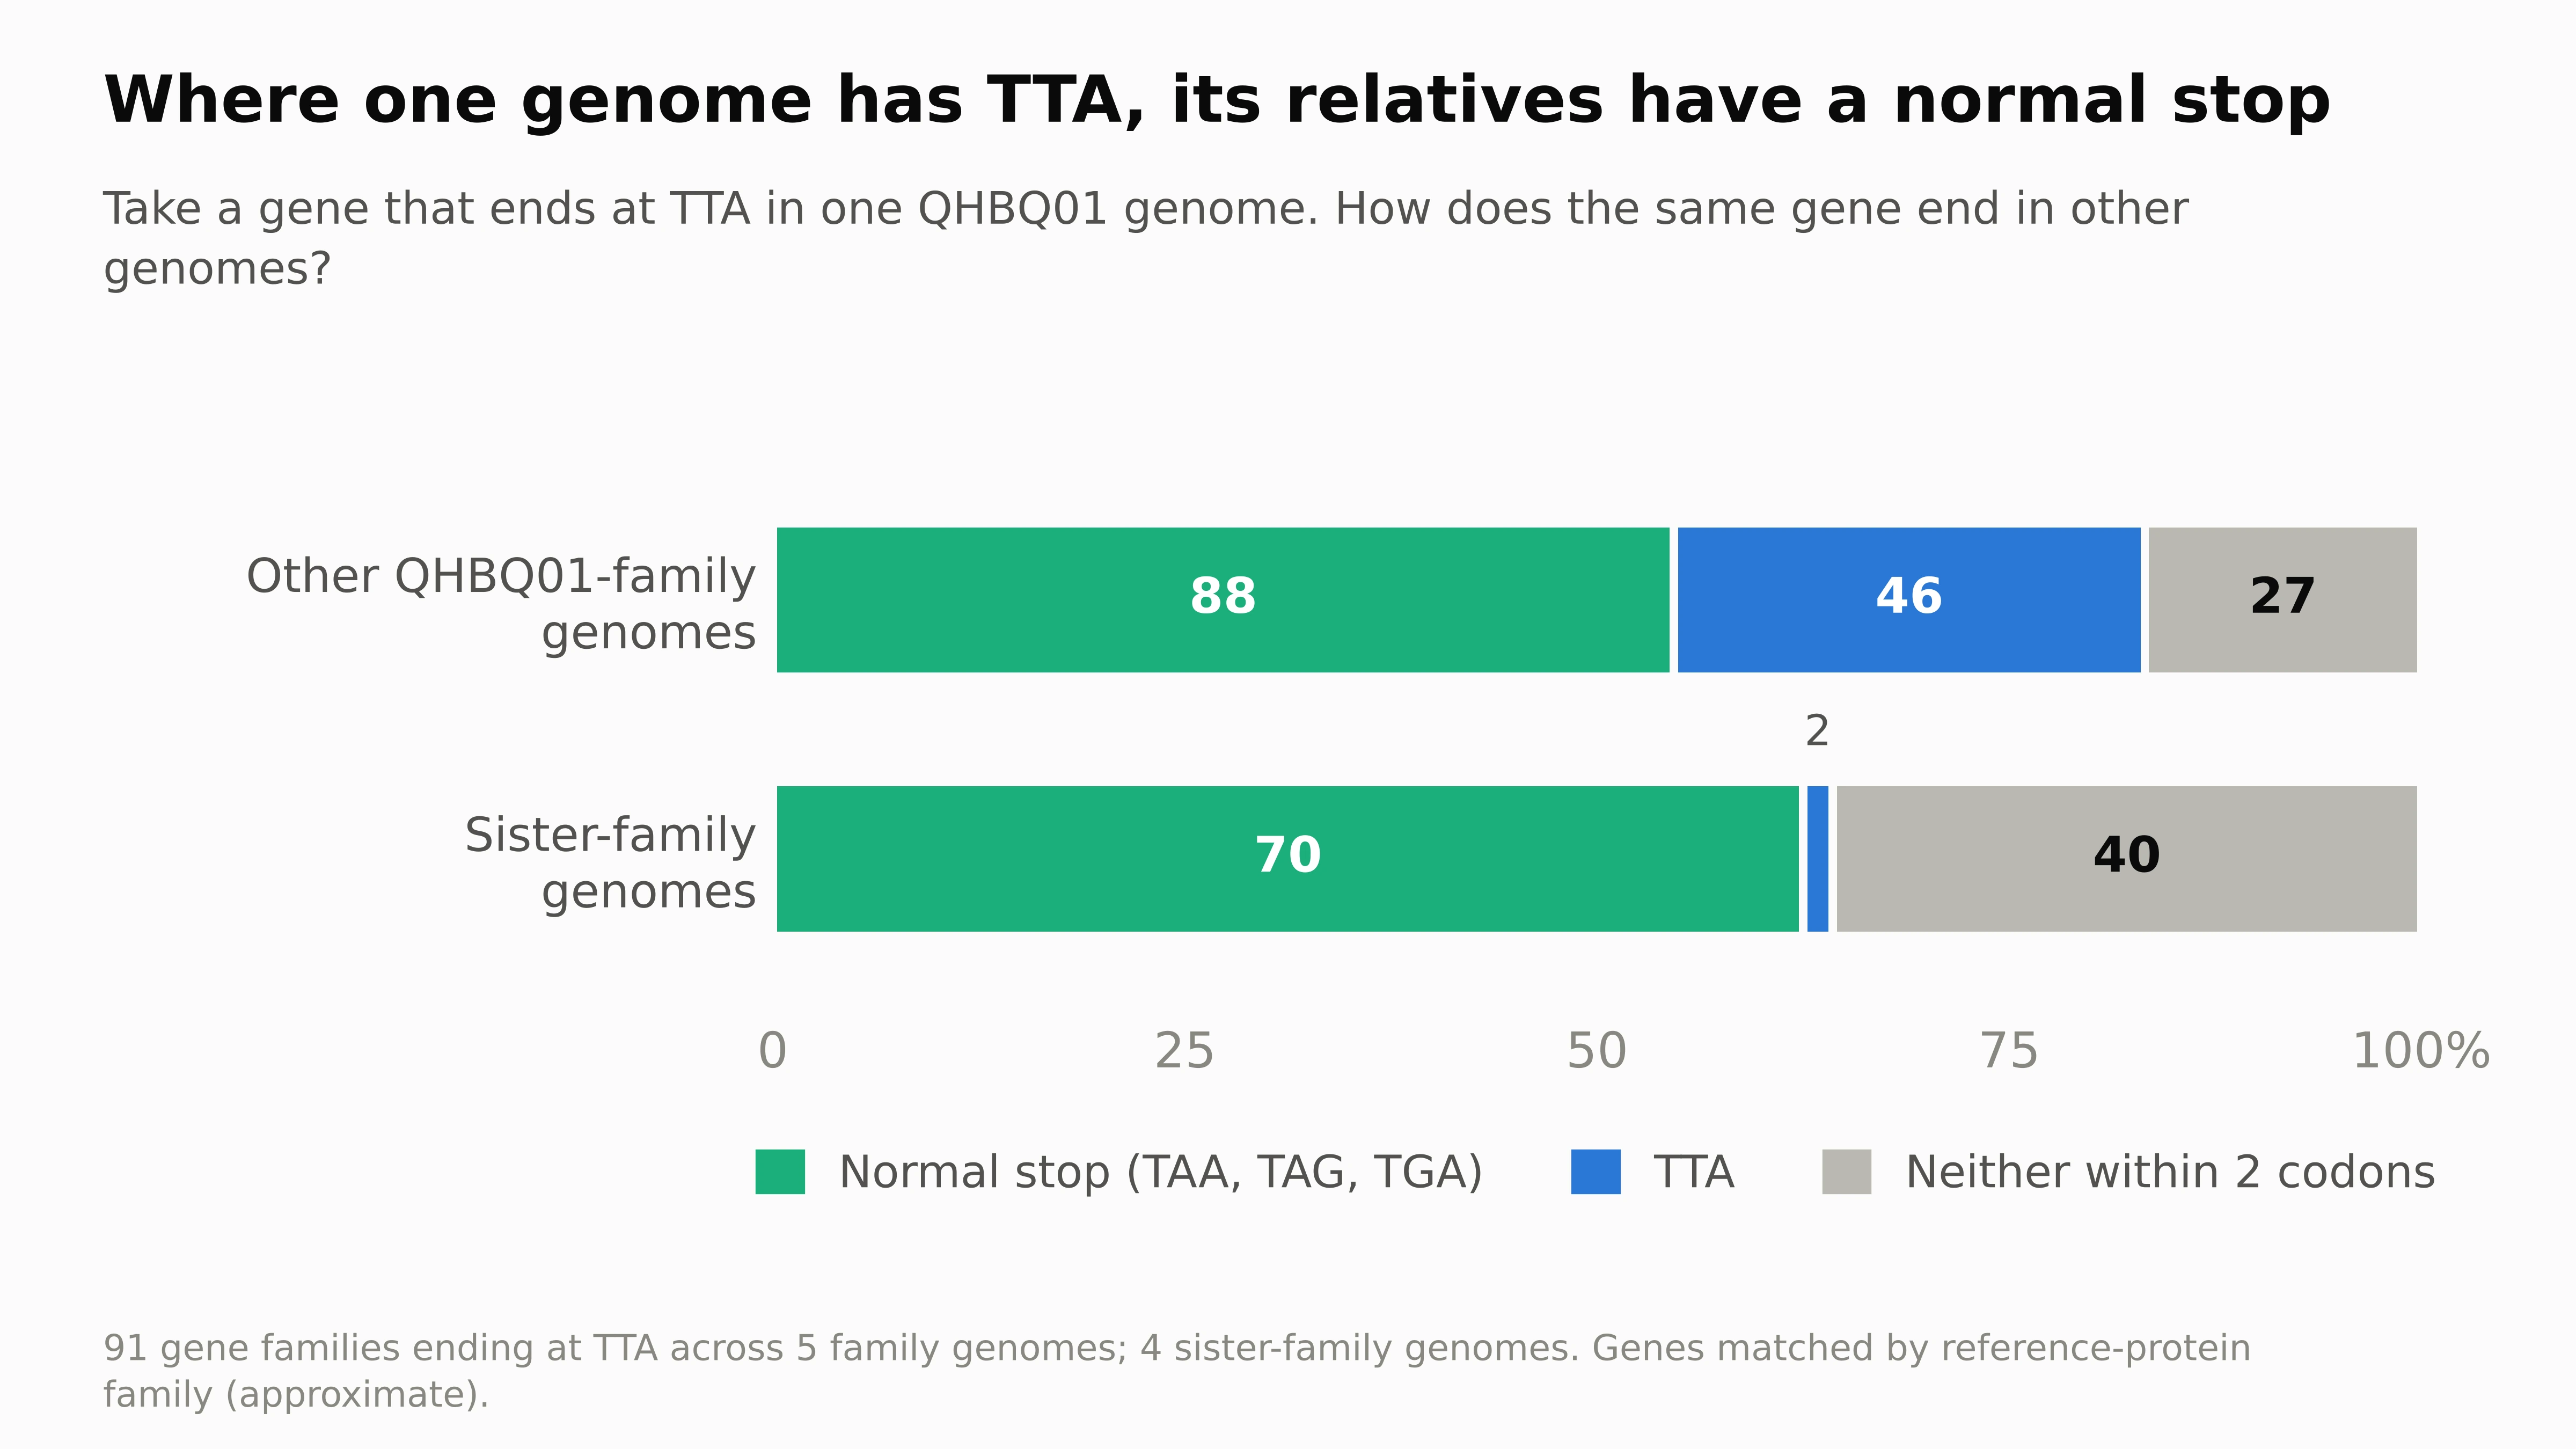 Where one genome has TTA, its relatives have a normal stop
Take a gene that ends at TTA in one QHBQ01 genome. How does the same gene end in other
genomes?
Other QHBQ01-family
genomes
88
46
27
2
Sister-family
genomes
70
40
0
25
50
75
100%
Normal stop (TAA, TAG, TGA)
TTA
Neither within 2 codons
91 gene families ending at TTA across 5 family genomes; 4 sister-family genomes. Genes matched by reference-protein
family (approximate).